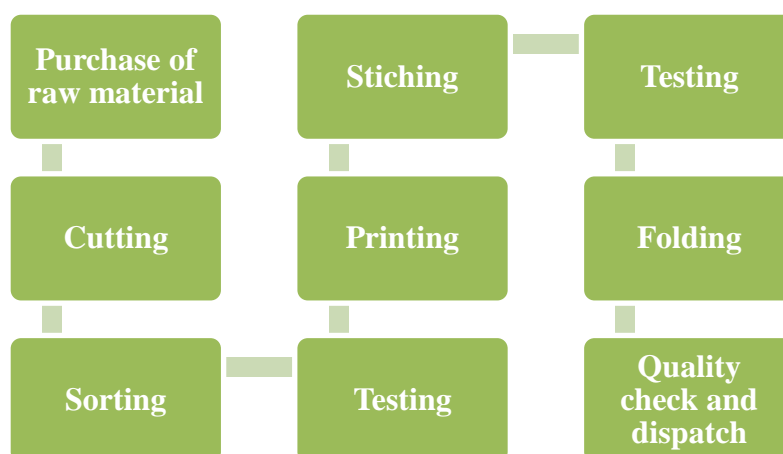 Purchase of
raw material
Cutting
Sorting
Testing
Printing
Stiching
Testing
Folding
Quality
check and
dispatch